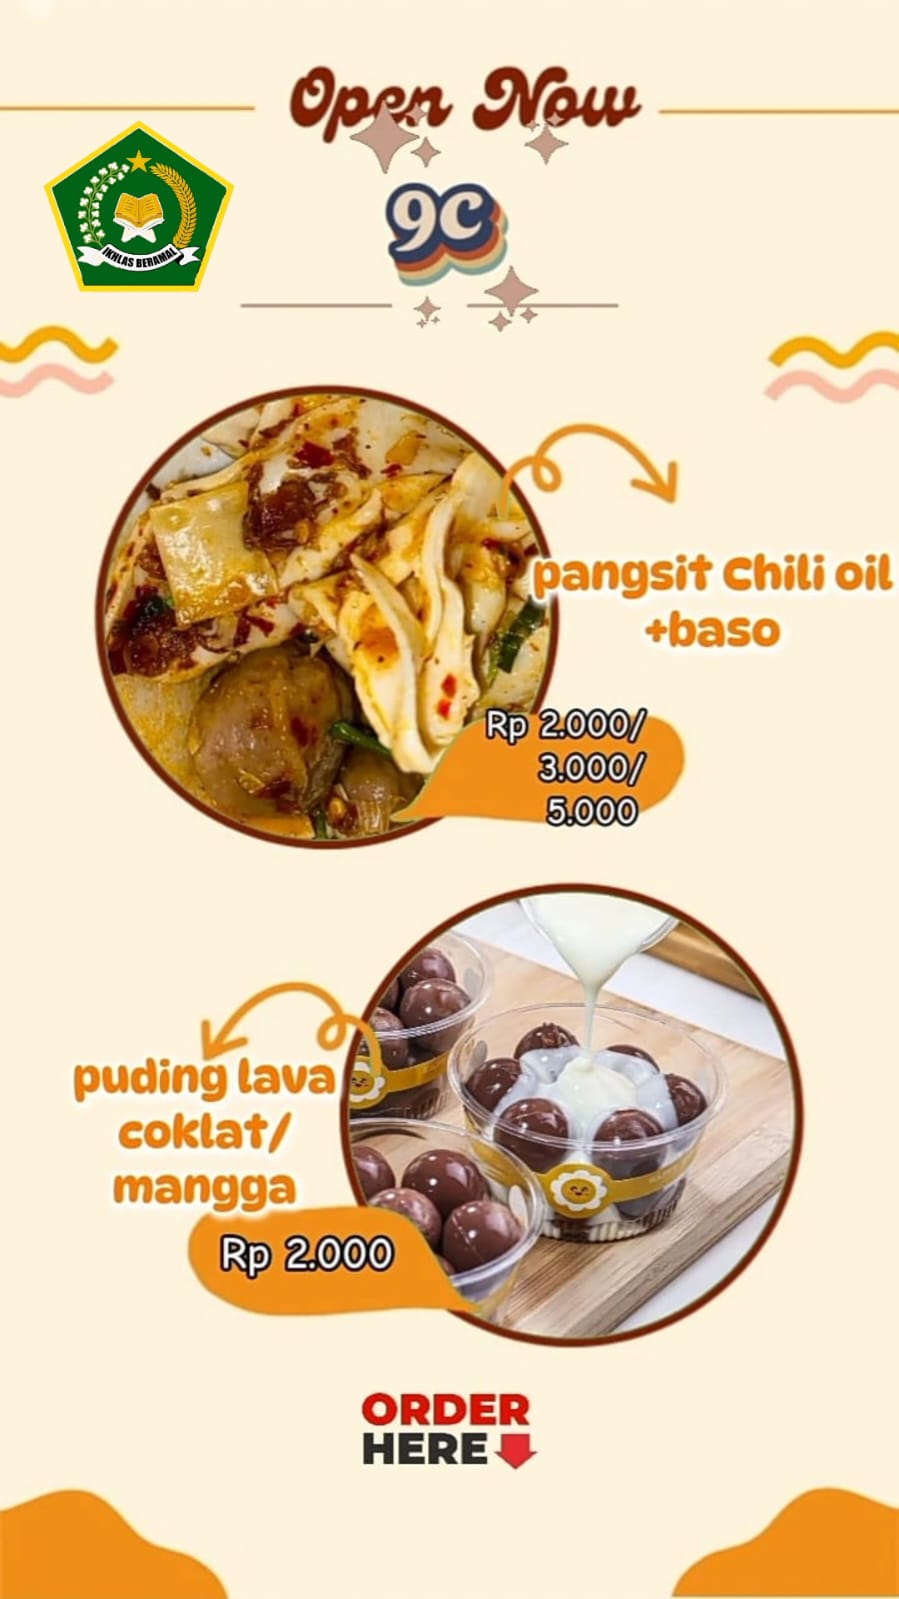 Open Now
IKHLAS BERAMAL
9C
pangsit Chili oil
+baso
Rp 2.000/
3.000/
5.000
puding lava
coklat/
mangga
Rp 2.000
ORDER
HERE